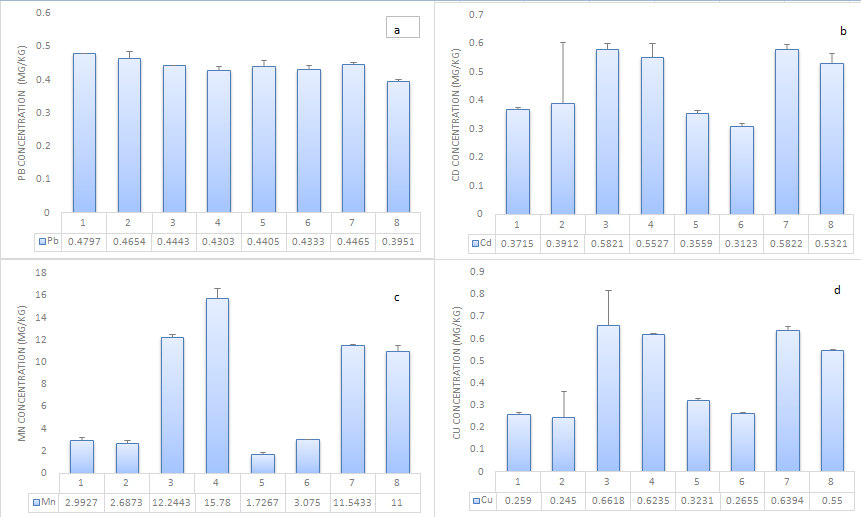 a
PB CONCENTRATION (MG/KG)
0.6
0.5
0.4
0.3
0.2
0.1
0
1 2 3 4 5 6 7 8
Pb 0.4797 0.4654 0.4443 0.4303 0.4405 0.4333 0.4465 0.3951
b
CD CONCENTRATION (MG/KG)
0.7
0.6
0.5
0.4
0.3
0.2
0.1
0
1 2 3 4 5 6 7 8
Cd 0.3715 0.3912 0.5821 0.5527 0.3559 0.3123 0.5822 0.5321
c
MN CONCENTRATION (MG/KG)
18
16
14
12
10
8
6
4
2
0
1 2 3 4 5 6 7 8
Mn 2.9927 2.6873 12.2443 15.78 1.7267 3.075 11.5433 11
d
CU CONCENTRATION (MG/KG)
0.9
0.8
0.7
0.6
0.5
0.4
0.3
0.2
0.1
0
1 2 3 4 5 6 7 8
Cu 0.259 0.245 0.6618 0.6235 0.3231 0.2655 0.6394 0.55